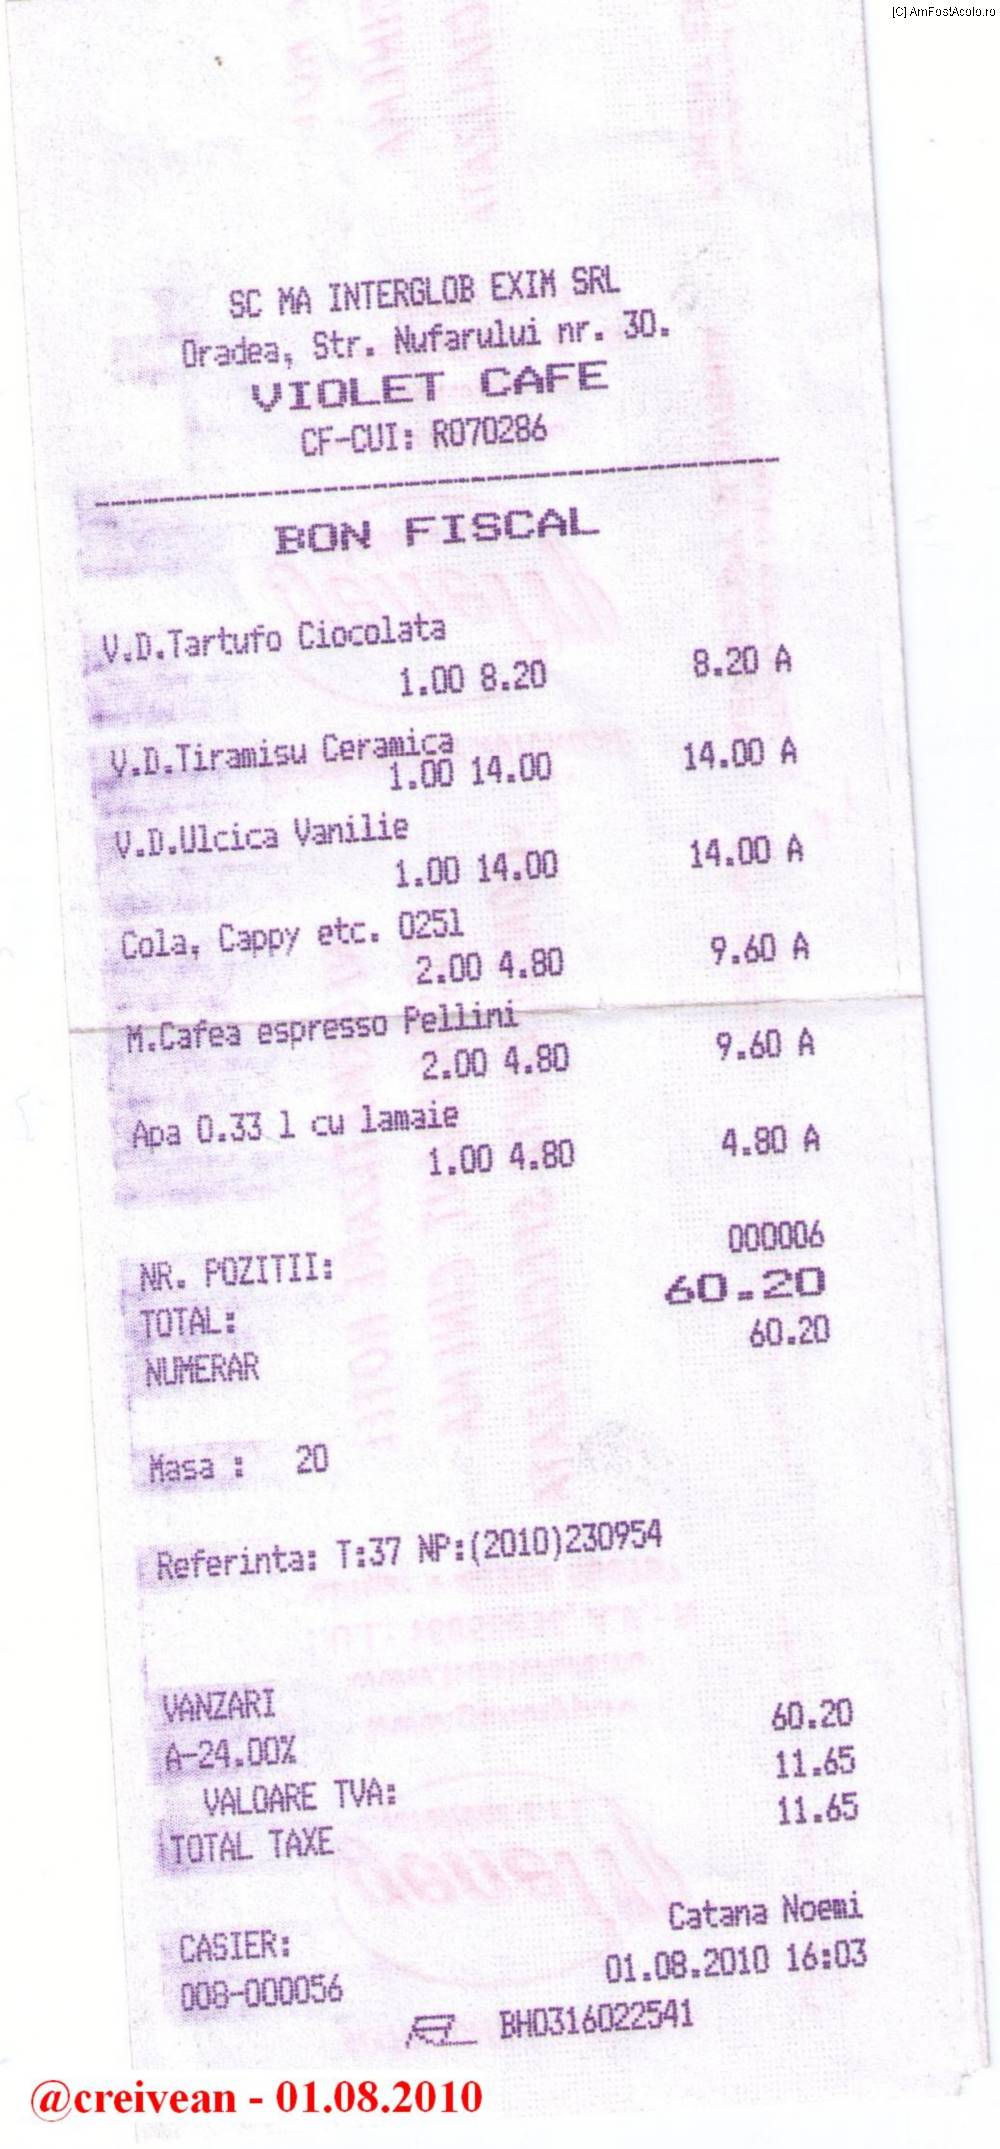 [C] AmFostAcolo.ro
SC MA INTERGLOB EXIM SRL
Oradea, Str. Nufarului nr. 30.
VIOLET CAFE
CF-CUI: RO70286
BON FISCAL
V.D.Tartufo Ciocolata
1.00 8.20 8.20 A
V.D.Tiramisu Ceramica
1.00 14.00 14.00 A
V.D.Ulcica Vanilie
1.00 14.00 14.00 A
Cola, Cappy etc. 025l
2.00 4.80 9.60 A
M.Cafea espresso Pellini
2.00 4.80 9.60 A
Apa 0.33 l cu lamaie
1.00 4.80 4.80 A
NR. POZITII: 000006
TOTAL: 60.20
NUMERAR 60.20
Masa : 20
Referinta: T:37 NP:(2010)230954
VANZARI
A-24.00% 60.20
VALOARE TVA: 11.65
TOTAL TAXE 11.65
CASIER: Catana Noemi
008-000056 01.08.2010 16:03
BH0316022541
@creivean - 01.08.2010